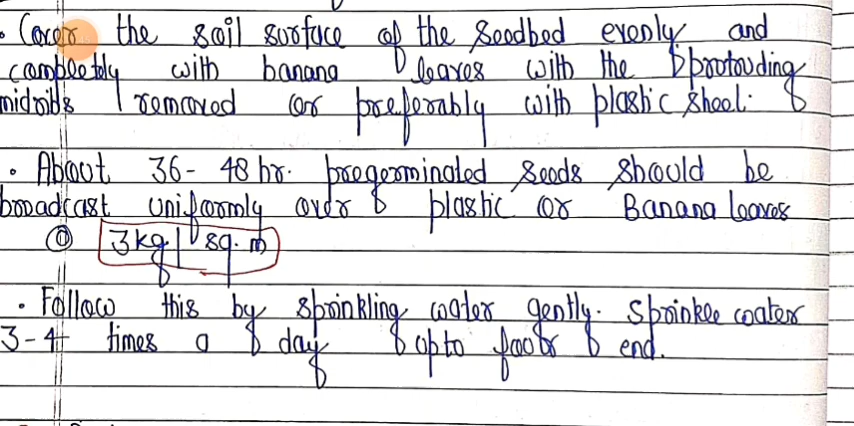 • Cover the soil surface of the Seedbed evenly and
completely with banana leaves with the protouding
midribs removed or preferably with plastic sheet.
• About 36 - 48 hr. pregerminated seeds should be
broadcast uniformly over plastic or Banana leaves
@ 3kg / sq. m
• Follow this by sprinkling water gently. Sprinkle water
3-4 times a day upto fourth end.